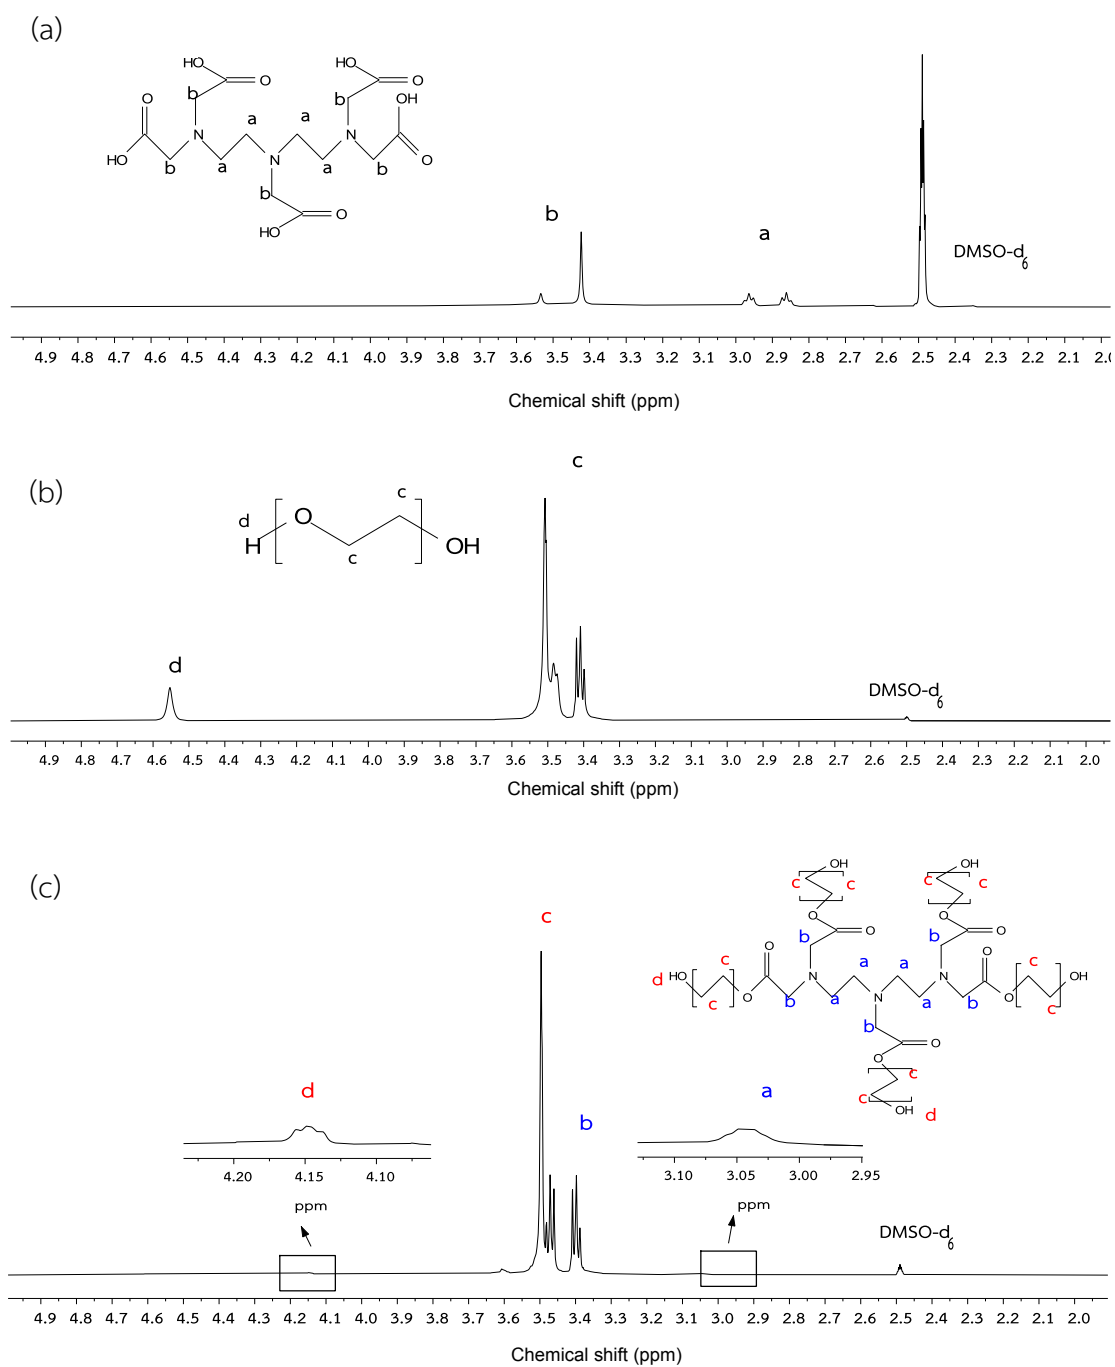 (a)
HO
O
b
O
HO
b
N
a
a
N
a
a
b
HO
O
N
b
HO
O
OH
O
b
b
a
DMSO-d6
4.9 4.8 4.7 4.6 4.5 4.4 4.3 4.2 4.1 4.0 3.9 3.8 3.7 3.6 3.5 3.4 3.3 3.2 3.1 3.0 2.9 2.8 2.7 2.6 2.5 2.4 2.3 2.2 2.1 2.0
Chemical shift (ppm)
(b)
d
H
O
c
c
OH
c
d
DMSO-d6
4.9 4.8 4.7 4.6 4.5 4.4 4.3 4.2 4.1 4.0 3.9 3.8 3.7 3.6 3.5 3.4 3.3 3.2 3.1 3.0 2.9 2.8 2.7 2.6 2.5 2.4 2.3 2.2 2.1 2.0
Chemical shift (ppm)
(c)
OH
c
c
O
O
b
OH
c
c
O
O
b
d
HO
c
c
O
O
b
N
a
a
N
a
a
N
b
O
O
c
c
OH
b
O
O
c
c
OH
d
c
d
b
a
4.20 4.15 4.10
ppm
3.10 3.05 3.00 2.95
ppm
DMSO-d6
4.9 4.8 4.7 4.6 4.5 4.4 4.3 4.2 4.1 4.0 3.9 3.8 3.7 3.6 3.5 3.4 3.3 3.2 3.1 3.0 2.9 2.8 2.7 2.6 2.5 2.4 2.3 2.2 2.1 2.0
Chemical shift (ppm)